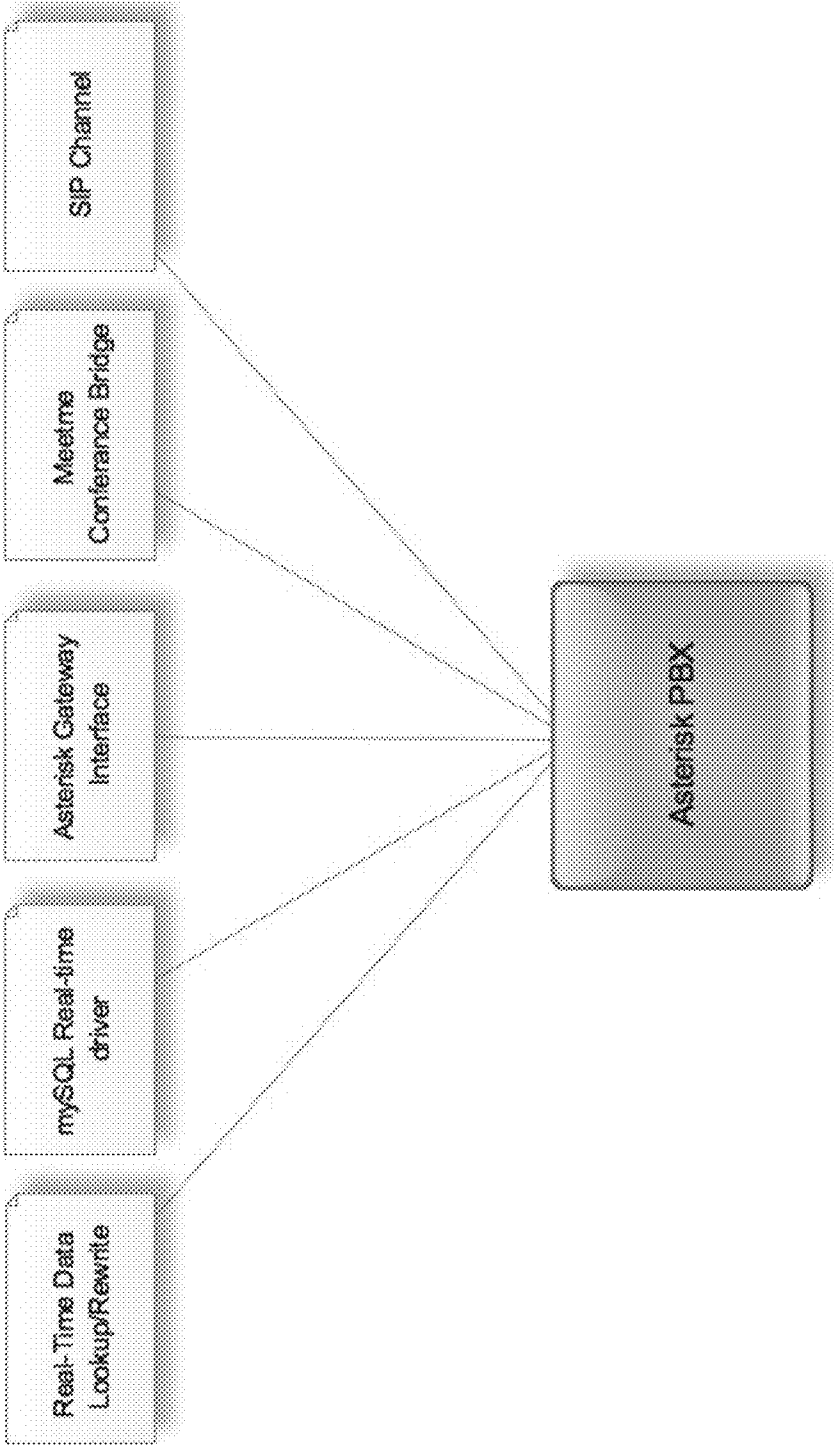 Real-Time Data
Lookup/Rewrite
mySQL Real-time
driver
Asterisk Gateway
Interface
Meetme
Conferance Bridge
SIP Channel
Asterisk PBX